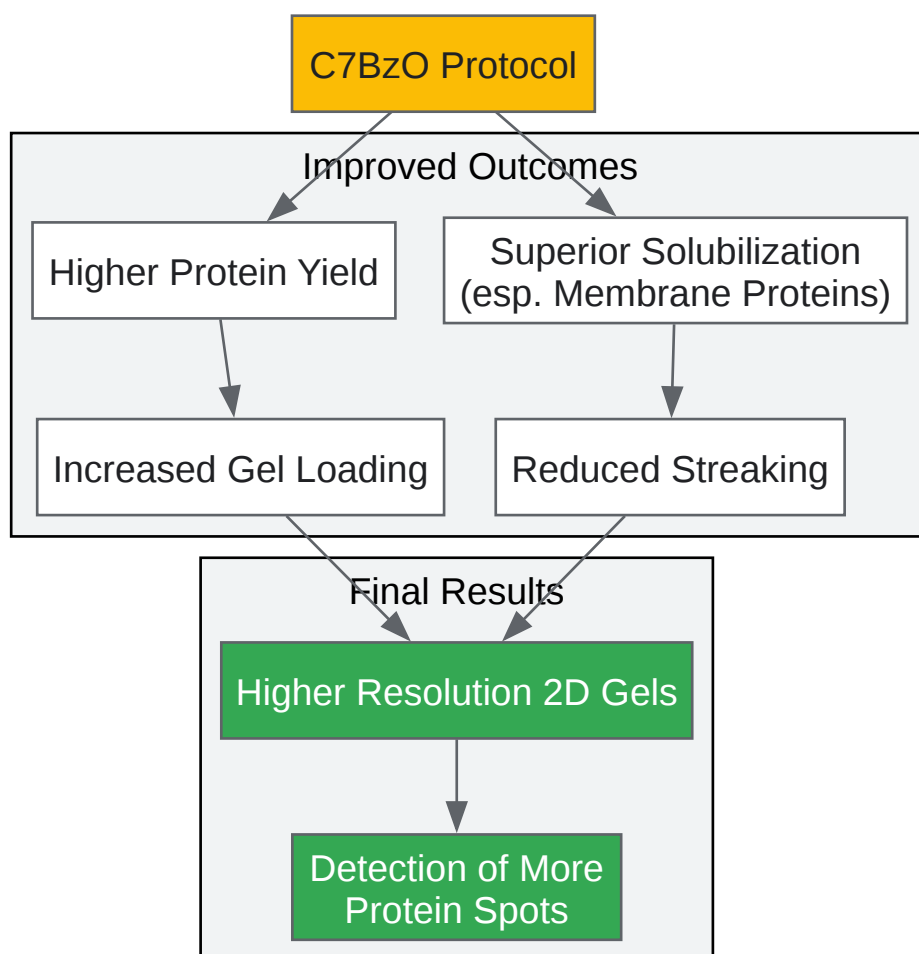 C7BzO Protocol
Improved Outcomes
Higher Protein Yield
Superior Solubilization
(esp. Membrane Proteins)
Increased Gel Loading
Reduced Streaking
Final Results
Higher Resolution 2D Gels
Detection of More
Protein Spots